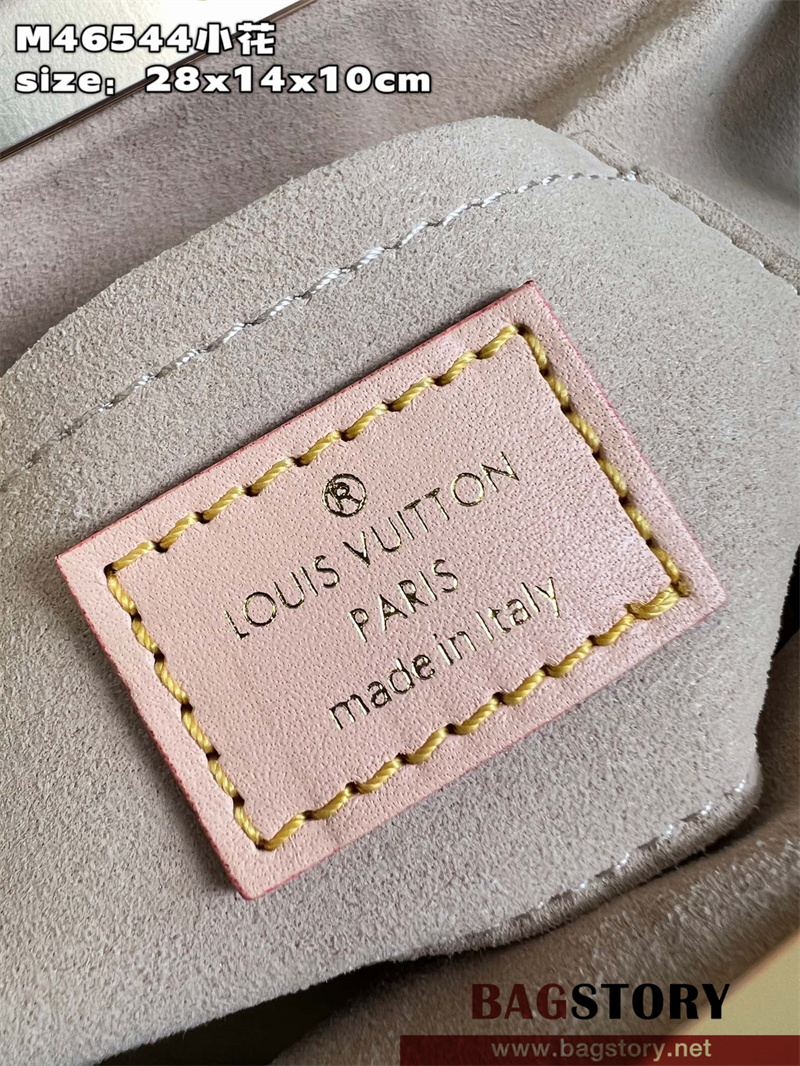 M46544小花
size：28x14x10cm
®
LOUIS VUITTON
PARIS
made in Italy
BAGSTORY
www.bagstory.net